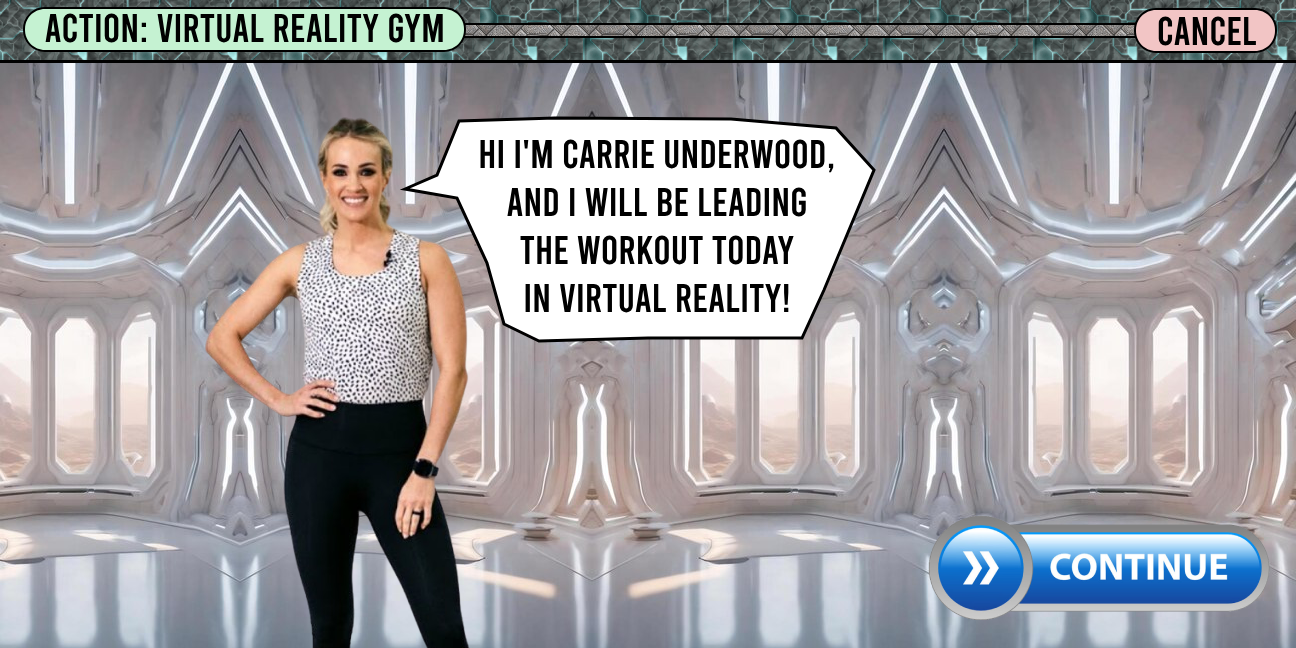 ACTION: VIRTUAL REALITY GYM
CANCEL
HI I'M CARRIE UNDERWOOD,
AND I WILL BE LEADING
THE WORKOUT TODAY
IN VIRTUAL REALITY!
CONTINUE